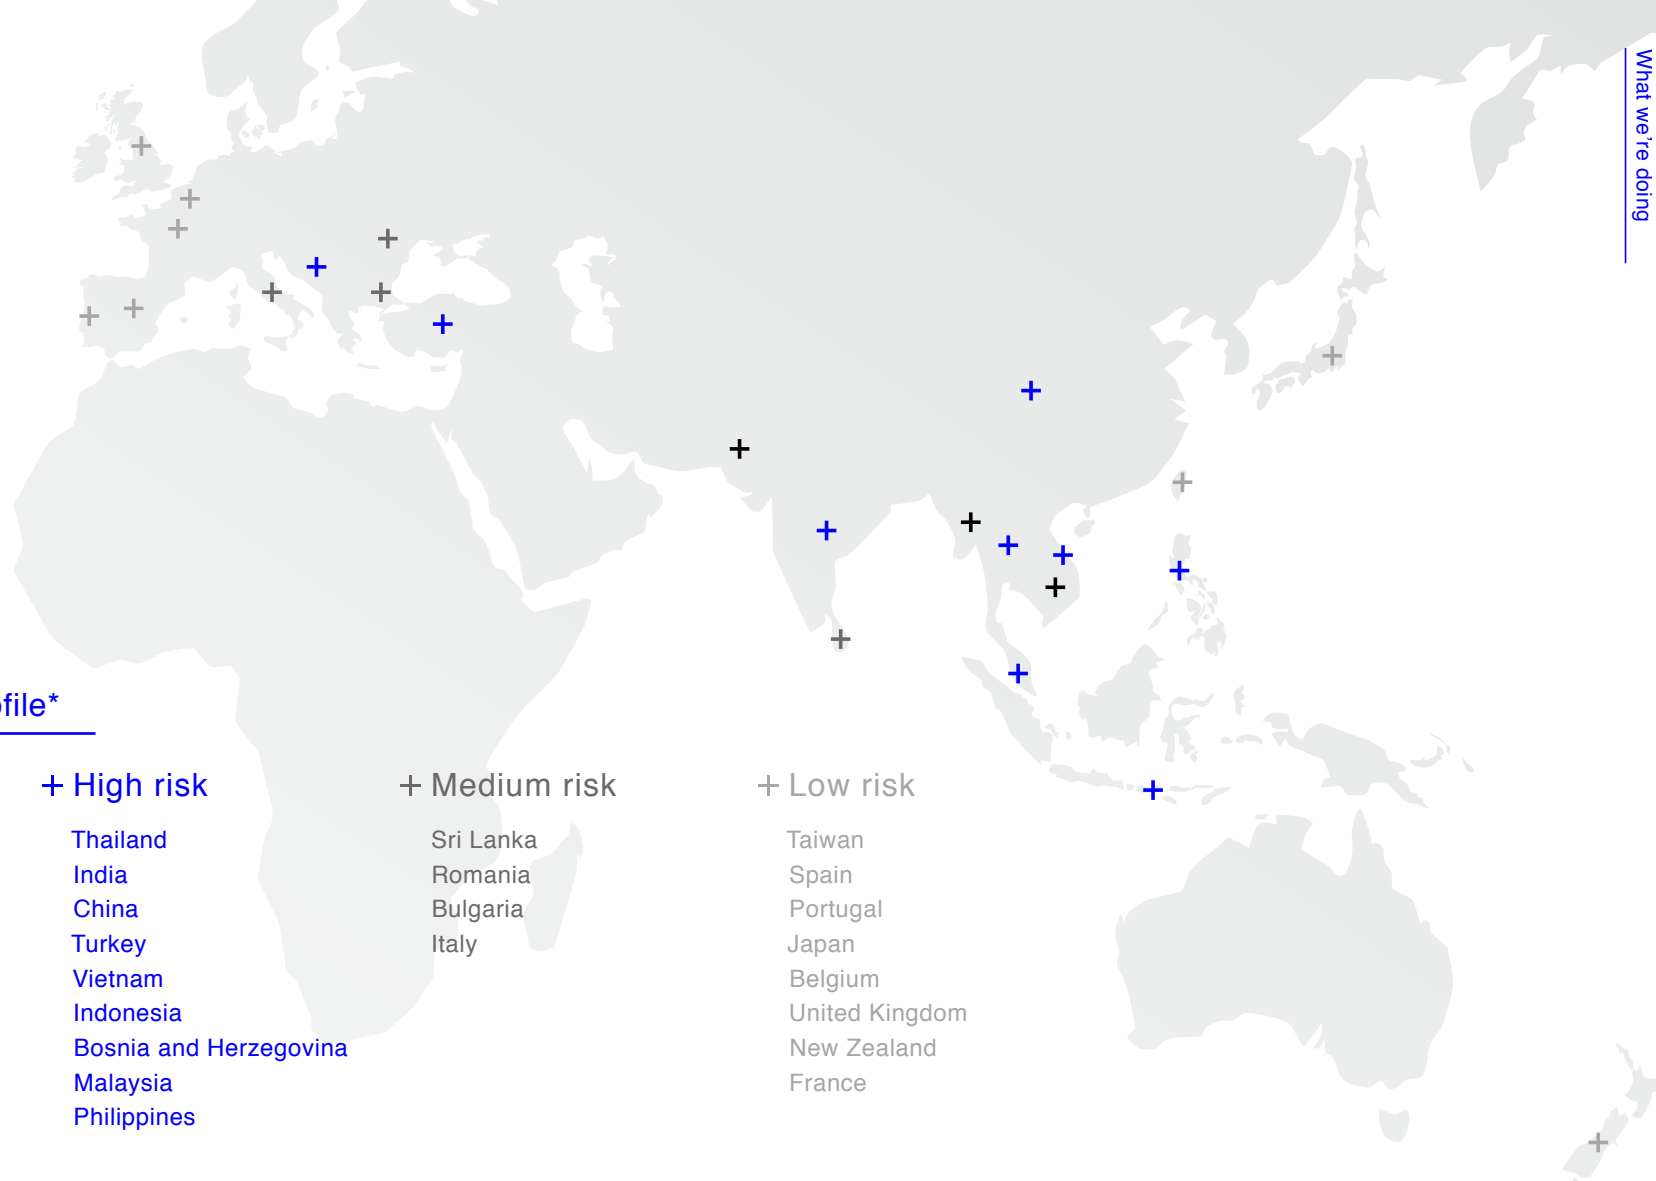 What we're doing
ofile*
+ High risk
Thailand
India
China
Turkey
Vietnam
Indonesia
Bosnia and Herzegovina
Malaysia
Philippines
+ Medium risk
Sri Lanka
Romania
Bulgaria
Italy
+ Low risk
Taiwan
Spain
Portugal
Japan
Belgium
United Kingdom
New Zealand
France